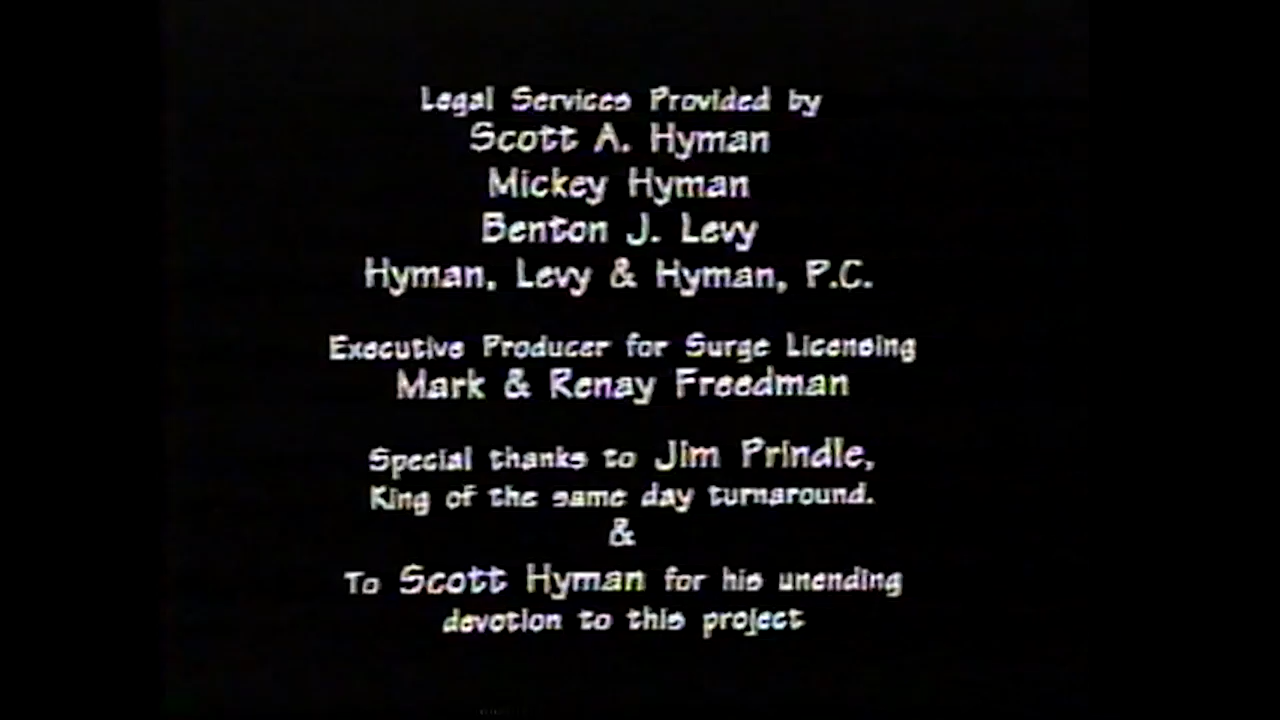 Legal Services Provided by
Scott A. Hyman
Mickey Hyman
Benton J. Levy
Hyman, Levy & Hyman, P.C.
Executive Producer for Surge Licensing
Mark & Renay Freedman
Special thanks to Jim Prindle,
King of the same day turnaround.
&
To Scott Hyman for his unending
devotion to this project